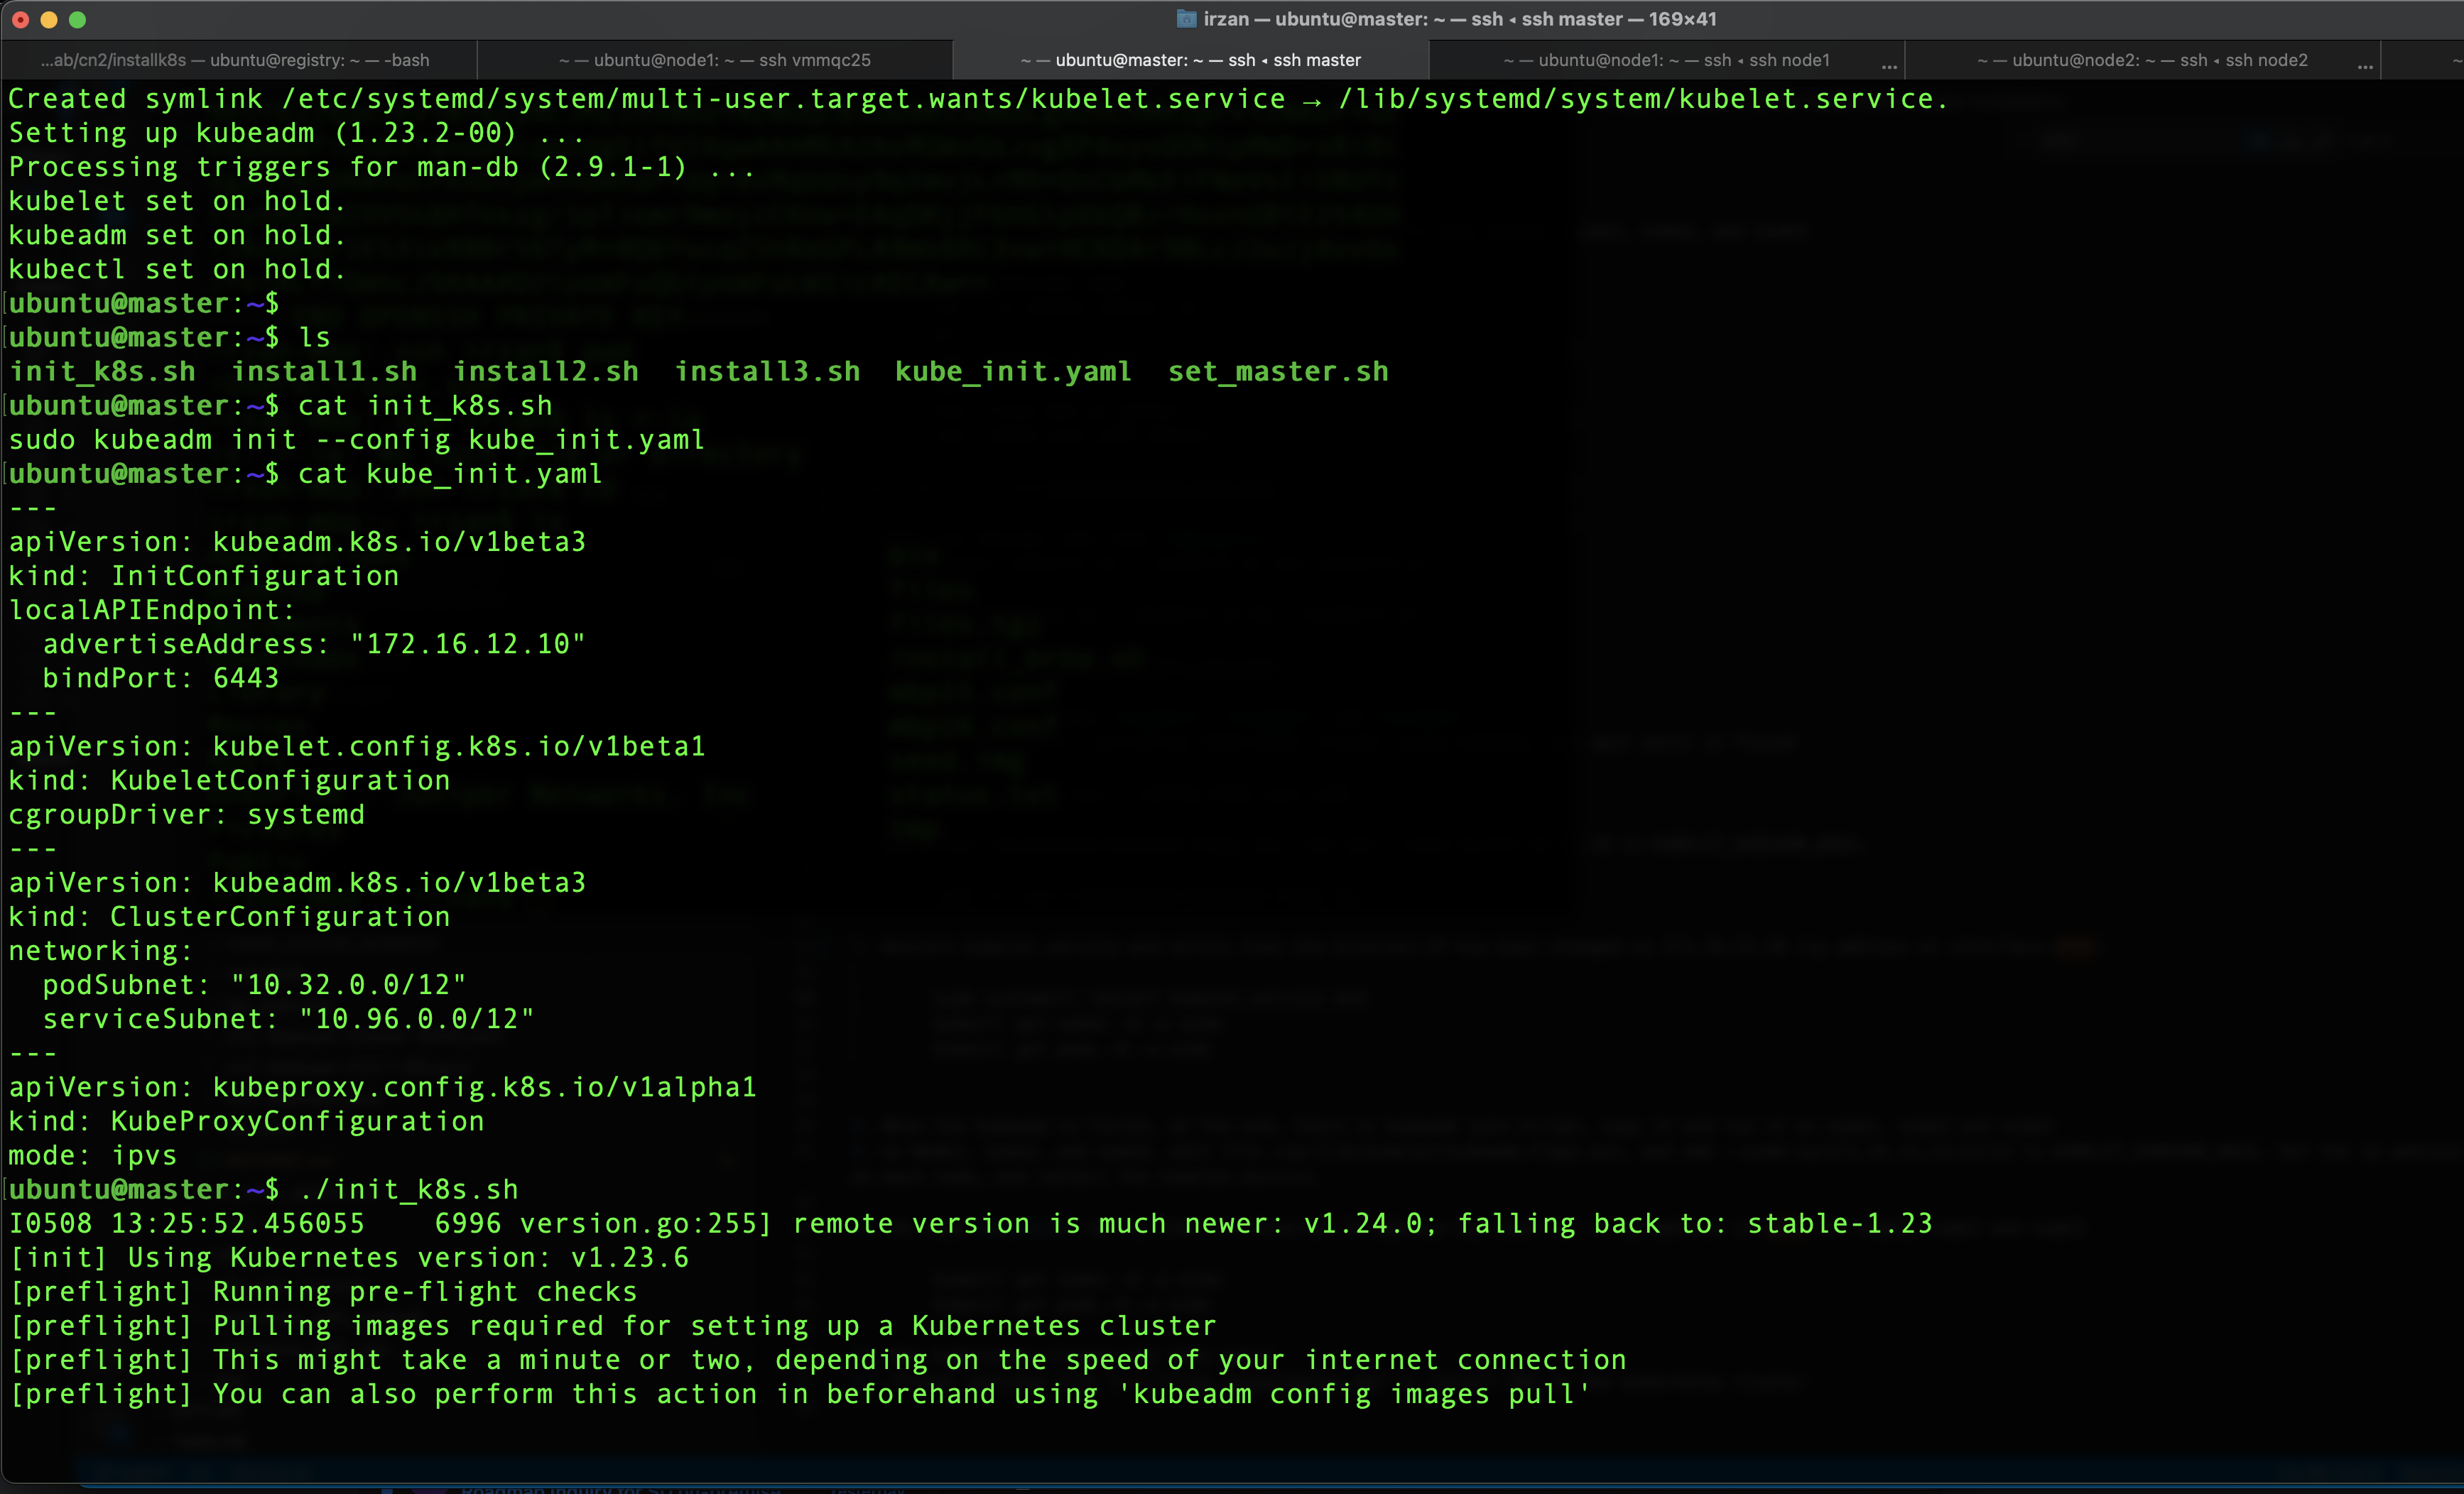 irzan — ubuntu@master: ~ — ssh ◂ ssh master — 169×41
...ab/cn2/installk8s — ubuntu@registry: ~ — -bash
~ — ubuntu@node1: ~ — ssh vmmqc25
~ — ubuntu@master: ~ — ssh ◂ ssh master
~ — ubuntu@node1: ~ — ssh ◂ ssh node1 ...
~ — ubuntu@node2: ~ — ssh ◂ ssh node2 ...
Created symlink /etc/systemd/system/multi-user.target.wants/kubelet.service → /lib/systemd/system/kubelet.service.
Setting up kubeadm (1.23.2-00) ...
Processing triggers for man-db (2.9.1-1) ...
kubelet set on hold.
kubeadm set on hold.
kubectl set on hold.
ubuntu@master:~$
ubuntu@master:~$ ls
init_k8s.sh  install1.sh  install2.sh  install3.sh  kube_init.yaml  set_master.sh
ubuntu@master:~$ cat init_k8s.sh
sudo kubeadm init --config kube_init.yaml
ubuntu@master:~$ cat kube_init.yaml
---
apiVersion: kubeadm.k8s.io/v1beta3
kind: InitConfiguration
localAPIEndpoint:
  advertiseAddress: "172.16.12.10"
  bindPort: 6443
---
apiVersion: kubelet.config.k8s.io/v1beta1
kind: KubeletConfiguration
cgroupDriver: systemd
---
apiVersion: kubeadm.k8s.io/v1beta3
kind: ClusterConfiguration
networking:
  podSubnet: "10.32.0.0/12"
  serviceSubnet: "10.96.0.0/12"
---
apiVersion: kubeproxy.config.k8s.io/v1alpha1
kind: KubeProxyConfiguration
mode: ipvs
ubuntu@master:~$ ./init_k8s.sh
I0508 13:25:52.456055    6996 version.go:255] remote version is much newer: v1.24.0; falling back to: stable-1.23
[init] Using Kubernetes version: v1.23.6
[preflight] Running pre-flight checks
[preflight] Pulling images required for setting up a Kubernetes cluster
[preflight] This might take a minute or two, depending on the speed of your internet connection
[preflight] You can also perform this action in beforehand using 'kubeadm config images pull'